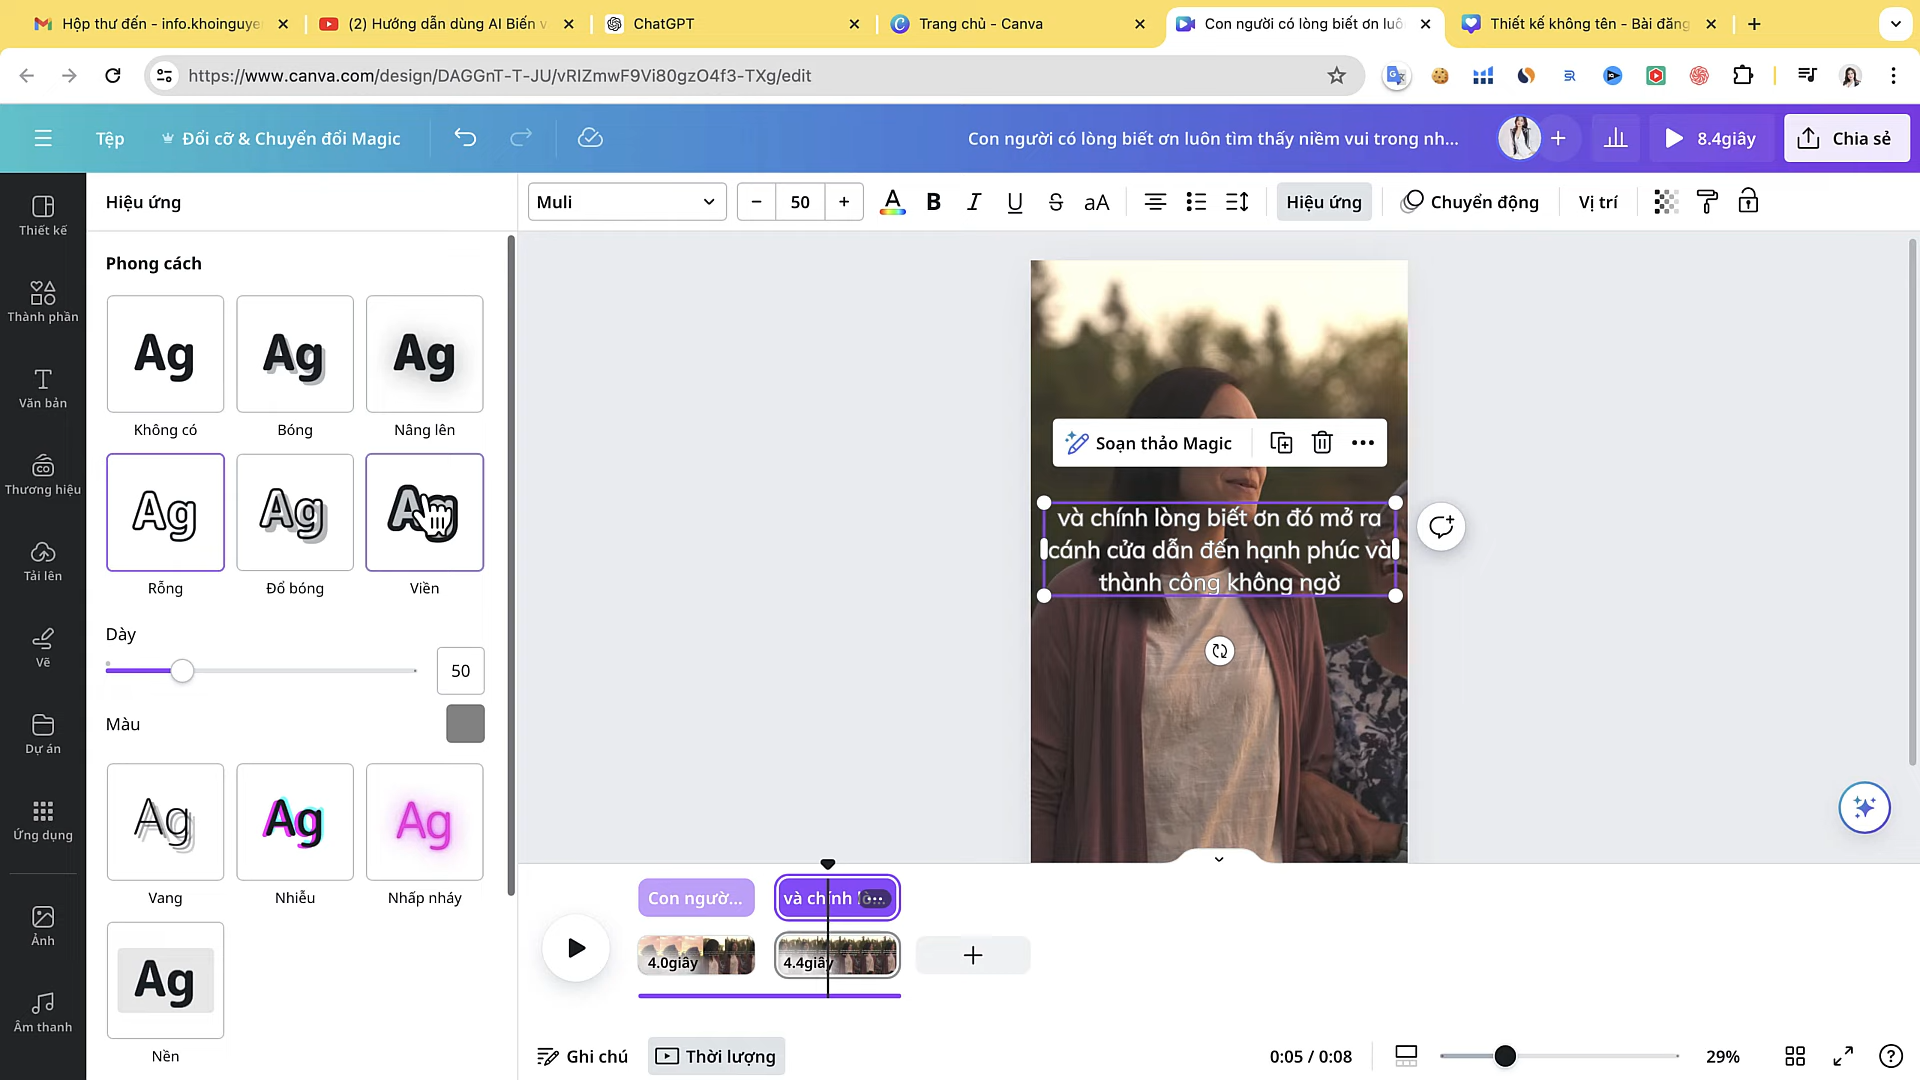 Hộp thư đến - info.khoinguye
(2) Hướng dẫn dùng AI Biến v
ChatGPT
Trang chủ - Canva
Con người có lòng biết ơn luô
Thiết kế không tên - Bài đăng
https://www.canva.com/design/DAGGnT-T-JU/vRIZmwF9Vi80gzO4f3-TXg/edit
Tệp
Đổi cỡ & Chuyển đổi Magic
Con người có lòng biết ơn luôn tìm thấy niềm vui trong nh...
8.4giây
Chia sẻ
Hiệu ứng
Muli
50
aA
Hiệu ứng
Chuyển động
Vị trí
Thiết kế
Thành phần
Văn bản
Thương hiệu
Tải lên
Vẽ
Dự án
Ứng dụng
Ảnh
Âm thanh
Phong cách
Ag
Ag
Ag
Không có
Bóng
Nâng lên
Ag
Ag
Ag
Rỗng
Đổ bóng
Viền
Dày
50
Màu
Ag
Ag
Ag
Vang
Nhiễu
Nhấp nháy
Ag
Nền
Soạn thảo Magic
và chính lòng biết ơn đó mở ra
cánh cửa dẫn đến hạnh phúc và
thành công không ngờ
Con ngườ...
và chính
4.0giây
4.4giây
Ghi chú
Thời lượng
0:05 / 0:08
29%